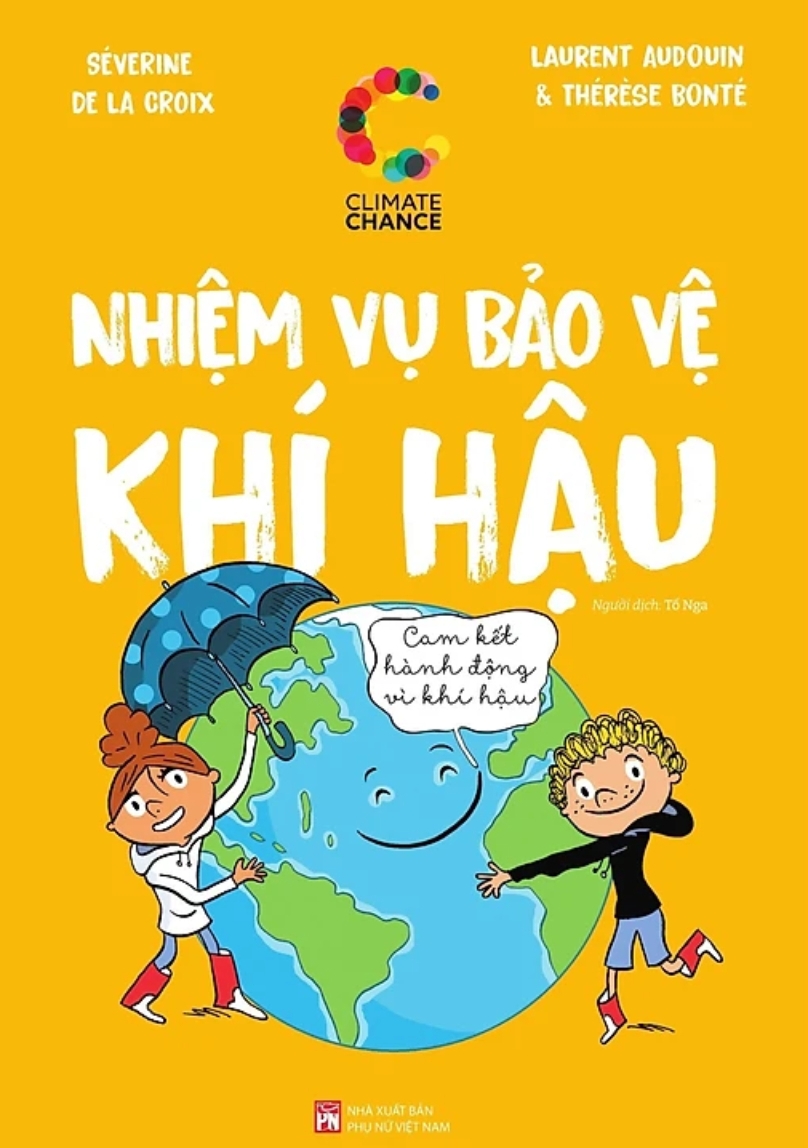 SÉVERINE
DE LA CROIX
LAURENT AUDOUIN
& THÉRÈSE BONTÉ
CLIMATE
CHANCE
NHIỆM VỤ BẢO VỆ
KHÍ HẬU
Người dịch: Tố Nga
Cam kết
hành động
vì khí hậu
PN
NHÀ XUẤT BẢN
PHỤ NỮ VIỆT NAM